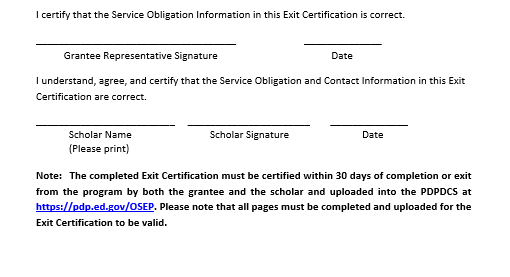 I certify that the Service Obligation Information in this Exit Certification is correct.
Grantee Representative Signature Date
I understand, agree, and certify that the Service Obligation and Contact Information in this Exit
Certification are correct.
Scholar Name Scholar Signature Date
(Please print)
Note: The completed Exit Certification must be certified within 30 days of completion or exit
from the program by both the grantee and the scholar and uploaded into the PDPDCS at
https://pdp.ed.gov/OSEP. Please note that all pages must be completed and uploaded for the
Exit Certification to be valid.